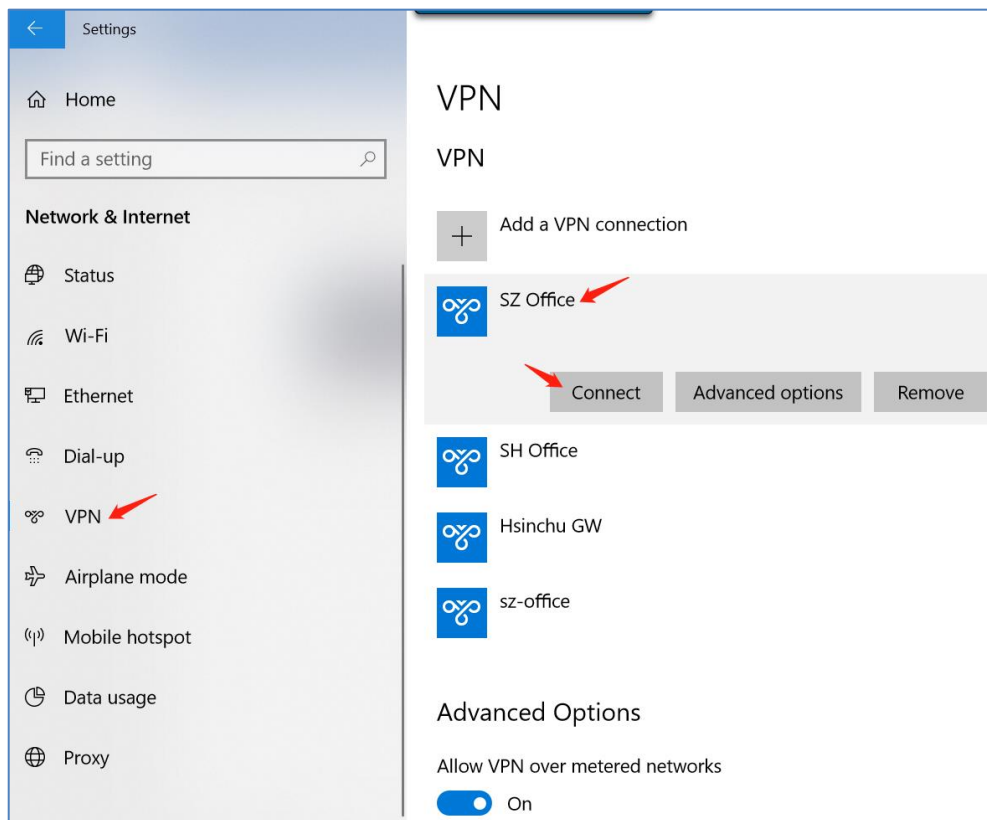 Settings
Home
Find a setting
Network & Internet
Status
Wi-Fi
Ethernet
Dial-up
VPN
Airplane mode
Mobile hotspot
Data usage
Proxy
VPN
VPN
Add a VPN connection
SZ Office
Connect Advanced options Remove
SH Office
Hsinchu GW
sz-office
Advanced Options
Allow VPN over metered networks
On